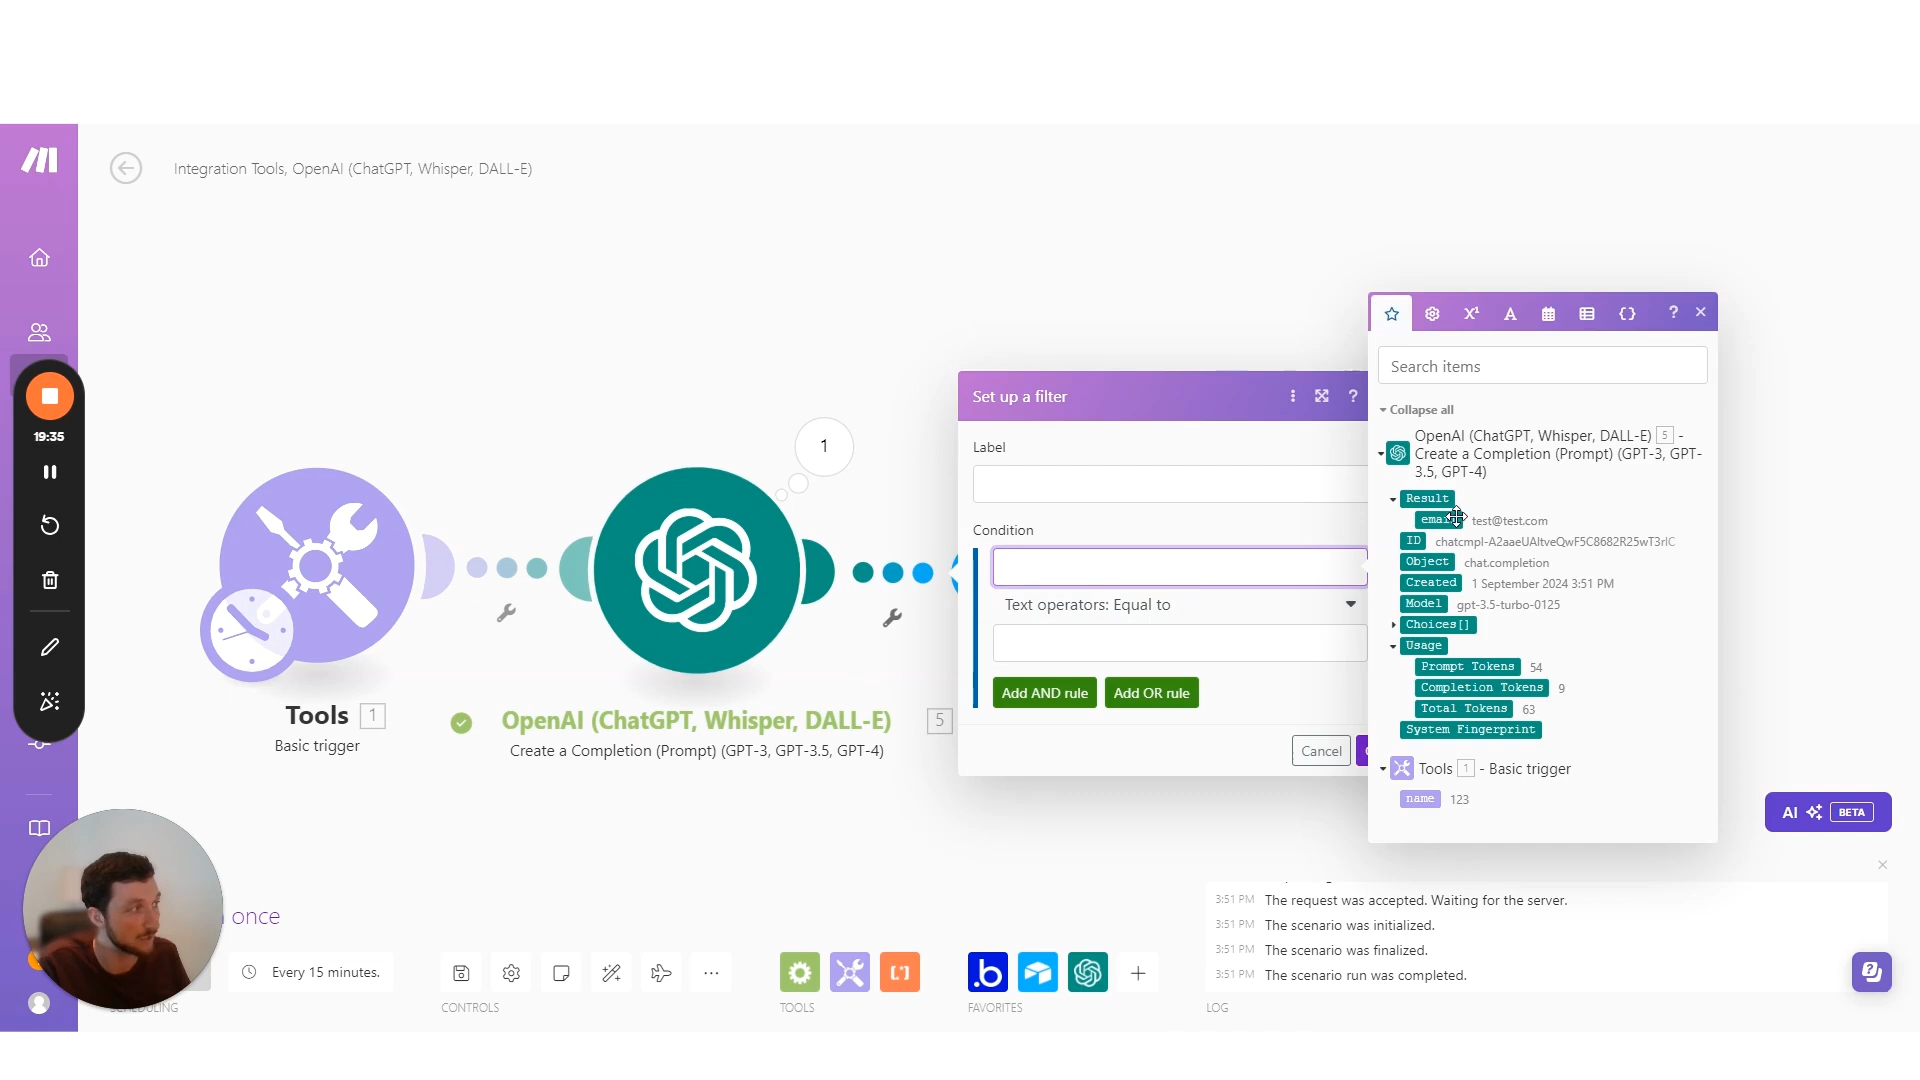 Integration Tools, OpenAI (ChatGPT, Whisper, DALL-E)
19:35
1
Tools 1
Basic trigger
OpenAI (ChatGPT, Whisper, DALL-E) 5
Create a Completion (Prompt) (GPT-3, GPT-3.5, GPT-4)
Set up a filter
?
Label
Condition
Text operators: Equal to
Add AND rule
Add OR rule
Cancel
X¹
A
?
Search items
Collapse all
OpenAI (ChatGPT, Whisper, DALL-E) 5 -
Create a Completion (Prompt) (GPT-3, GPT-
3.5, GPT-4)
Result
test@test.com
ID chatcmpl-A2aaeUAltveQwF5C8682R25wT3rlC
Object chat.completion
Created 1 September 2024 3:51 PM
Model gpt-3.5-turbo-0125
Choices[]
Usage
Prompt Tokens 54
Completion Tokens 9
Total Tokens 63
System Fingerprint
Tools 1 - Basic trigger
name 123
AI BETA
once
Every 15 minutes.
CONTROLS
TOOLS
FAVORITES
3:51 PM The request was accepted. Waiting for the server.
3:51 PM The scenario was initialized.
3:51 PM The scenario was finalized.
3:51 PM The scenario run was completed.
LOG